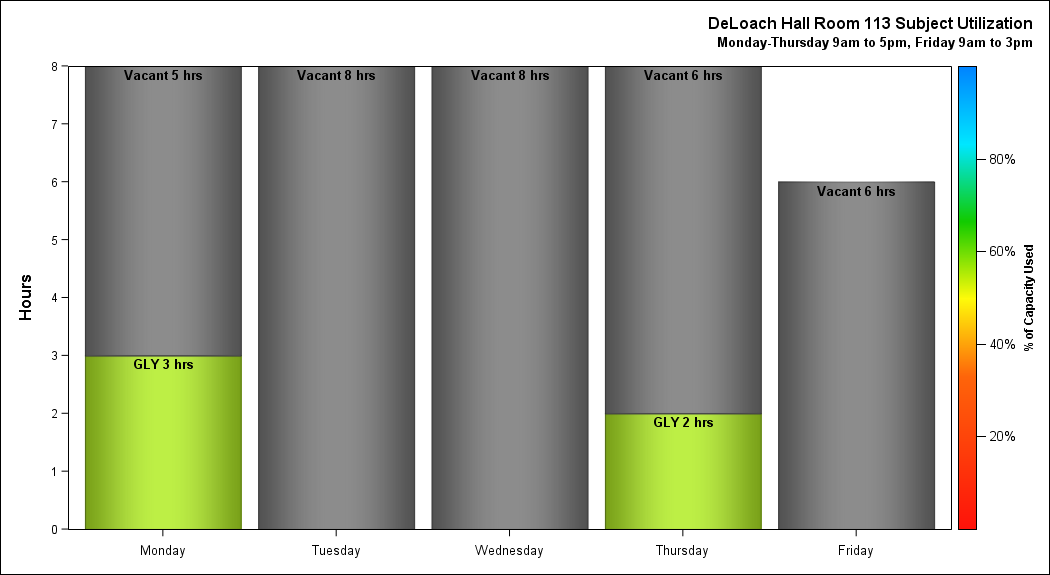 DeLoach Hall Room 113 Subject Utilization
Monday-Thursday 9am to 5pm, Friday 9am to 3pm
8
7
6
5
4
3
2
1
0
Hours
Vacant 5 hrs
Vacant 8 hrs
Vacant 8 hrs
Vacant 6 hrs
Vacant 6 hrs
GLY 3 hrs
GLY 2 hrs
Monday
Tuesday
Wednesday
Thursday
Friday
80%
60%
40%
20%
% of Capacity Used